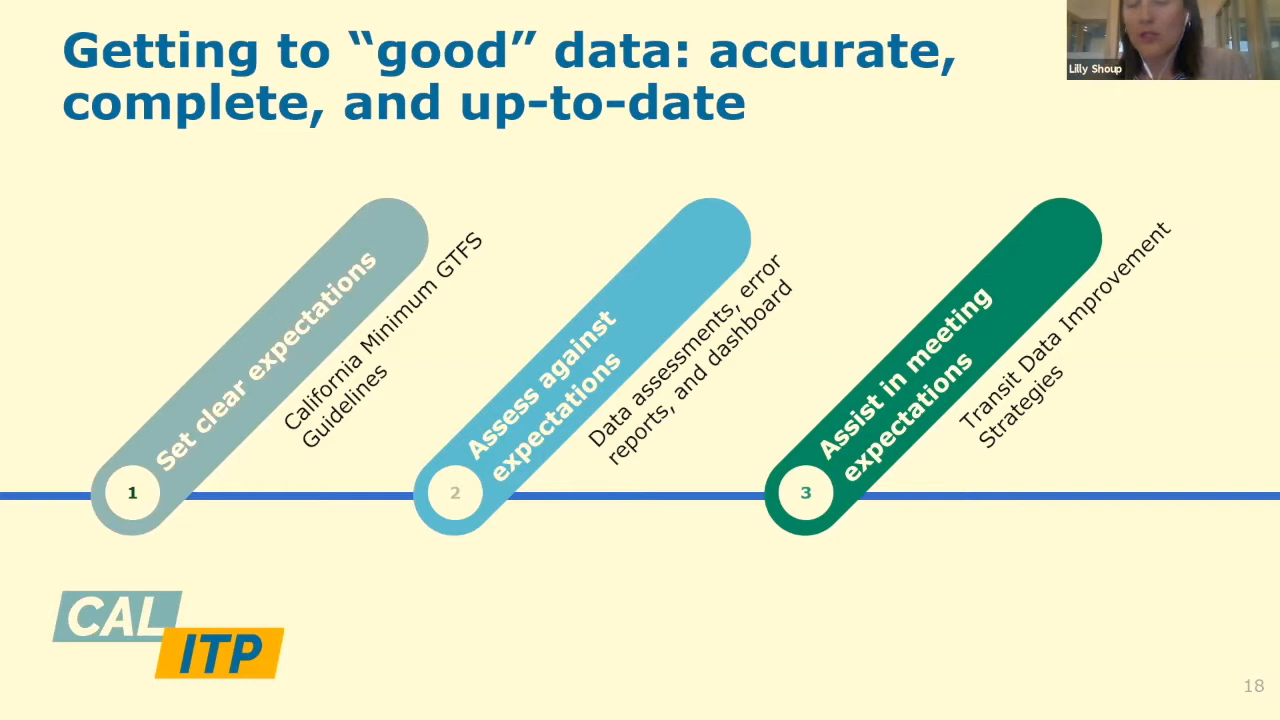 Getting to “good” data: accurate,
complete, and up-to-date
Lilly Shoup
Set clear expectations
California Minimum GTFS
Guidelines
1
Assess against
expectations
Data assessments, error
reports, and dashboard
2
Assist in meeting
expectations
Transit Data Improvement
Strategies
3
CAL
ITP
18